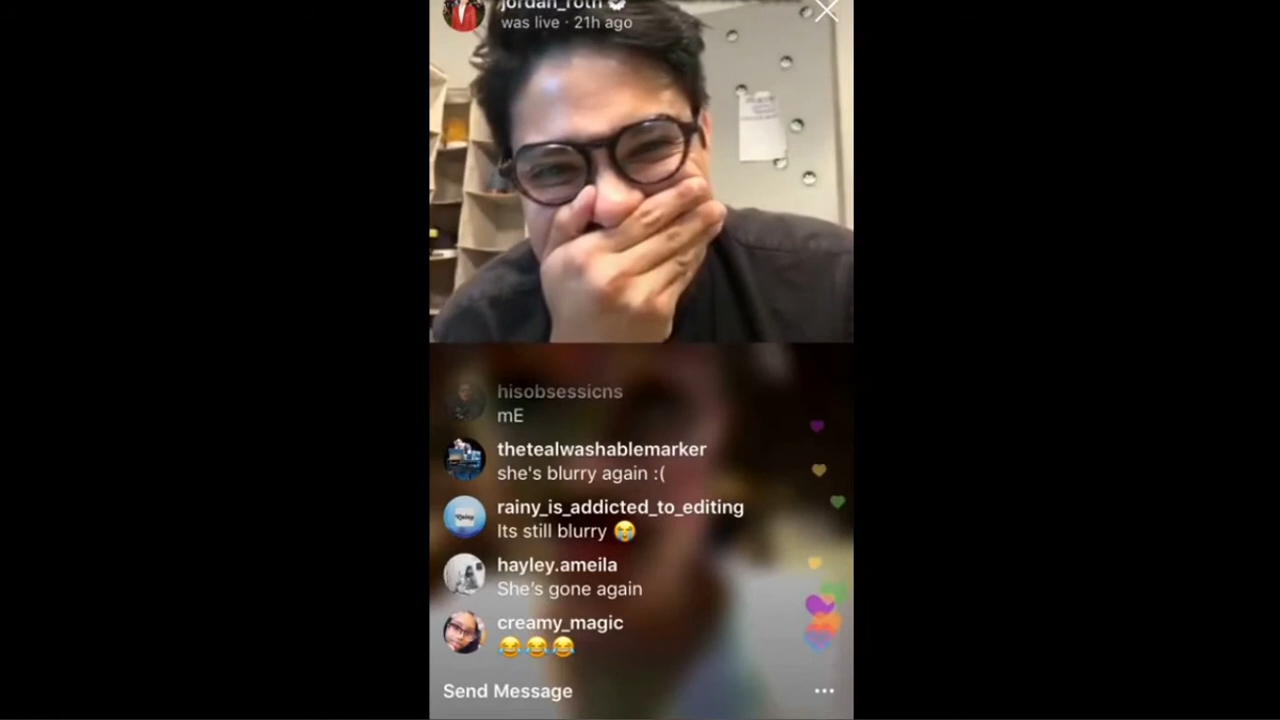 jordan_roth
was live · 21h ago
hisobsessicns
mE
thetealwashablemarker
she's blurry again :(
rainy_is_addicted_to_editing
Its still blurry 😭
hayley.ameila
She's gone again
creamy_magic
😂😂😂
Send Message